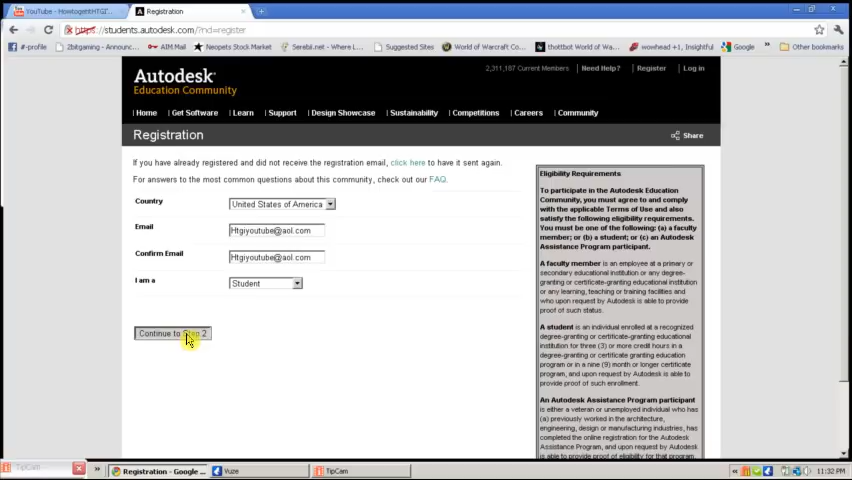 YouTube - HowtogetitHTGI'...
Registration
https://students.autodesk.com/?nd=register
#-profile
2bitgaming - Announc...
AIM Mail
Neopets Stock Market
Serebii.net - Where L...
Suggested Sites
World of Warcraft C...
thottbot World of Wa...
wowhead +1, Insightful
Google
»
Other bookmarks
Autodesk
Education Community
2,311,187 Current Members
Need Help?
Register
Log in
Home
Get Software
Learn
Support
Design Showcase
Sustainability
Competitions
Careers
Community
Registration
Share
If you have already registered and did not receive the registration email, click here to have it sent again.
For answers to the most common questions about this community, check out our FAQ.
Country
United States of America
Email
Htgiyoutube@aol.com
Confirm Email
Htgiyoutube@aol.com
I am a
Student
Continue to Step 2
Eligibility Requirements
To participate in the Autodesk Education
Community, you must agree to and comply
with the applicable Terms of Use and also
satisfy the following eligibility requirements.
You must be one of the following: (a) a faculty
member; or (b) a student; or (c) an Autodesk
Assistance Program participant.
A faculty member is an employee at a primary or
secondary educational institution or any degree-
granting or certificate-granting educational institution
or any learning, teaching or training facilities and
who upon request by Autodesk is able to provide
proof of such status.
A student is an individual enrolled at a recognized
degree-granting or certificate-granting educational
institution for three (3) or more credit hours in a
degree-granting or certificate granting education
program or in a nine (9) month or longer certificate
program, and upon request by Autodesk is able to
provide proof of such enrollment.
An Autodesk Assistance Program participant
is either a veteran or unemployed individual who has
(a) previously worked in the architecture,
engineering, design or manufacturing industries, has
completed the online registration for the Autodesk
Assistance Program, and upon request by Autodesk
is able to provide proof of eligibility for that program.
TipCam
»
Registration - Google ...
Vuze
TipCam
«
11:32 PM